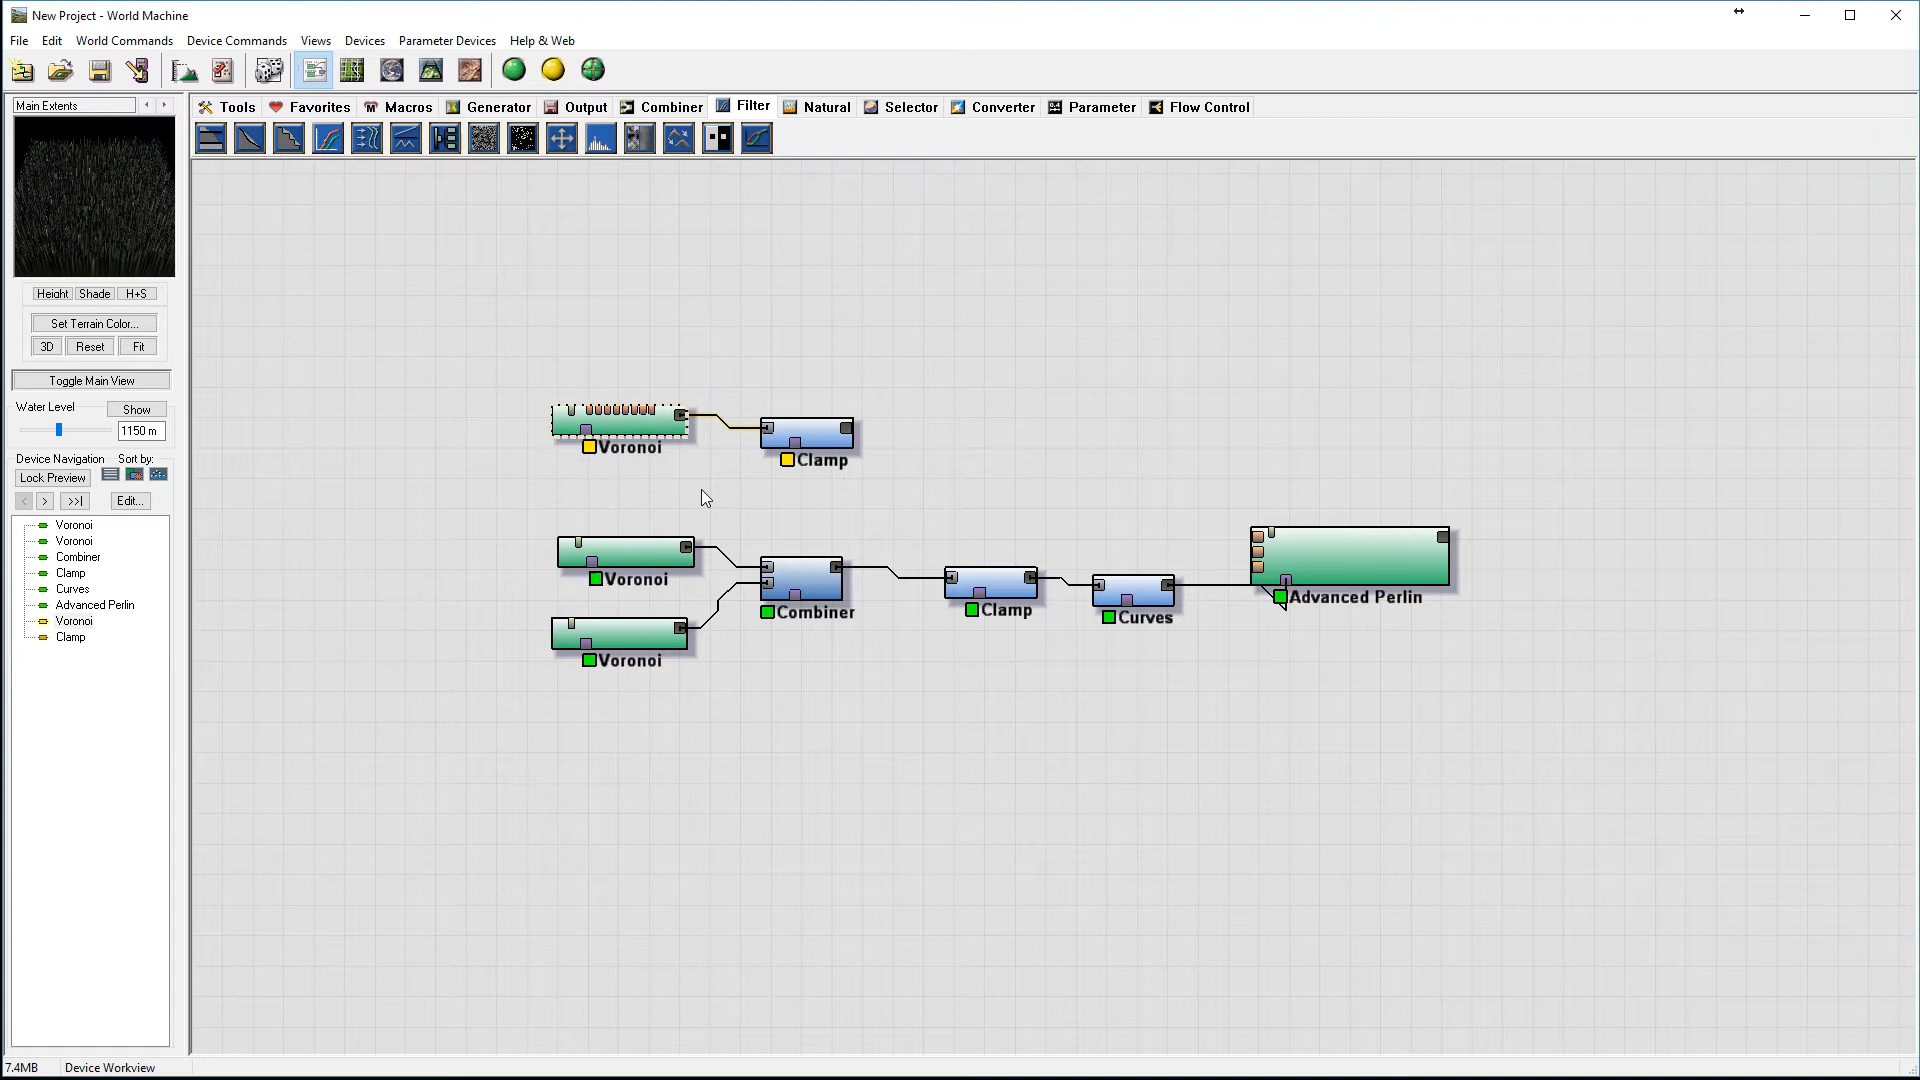 New Project - World Machine
File Edit World Commands Device Commands Views Devices Parameter Devices Help & Web
Main Extents
Tools Favorites Macros Generator Output Combiner Filter Natural Selector Converter Parameter Flow Control
Height Shade H+S
Set Terrain Color...
3D Reset Fit
Toggle Main View
Water Level Show
1150 m
Device Navigation Sort by:
Lock Preview
< > >>| Edit...
Voronoi
Voronoi
Combiner
Clamp
Curves
Advanced Perlin
Voronoi
Clamp
Voronoi
Clamp
Voronoi
Combiner
Voronoi
Clamp
Curves
Advanced Perlin
7.4MB Device Workview